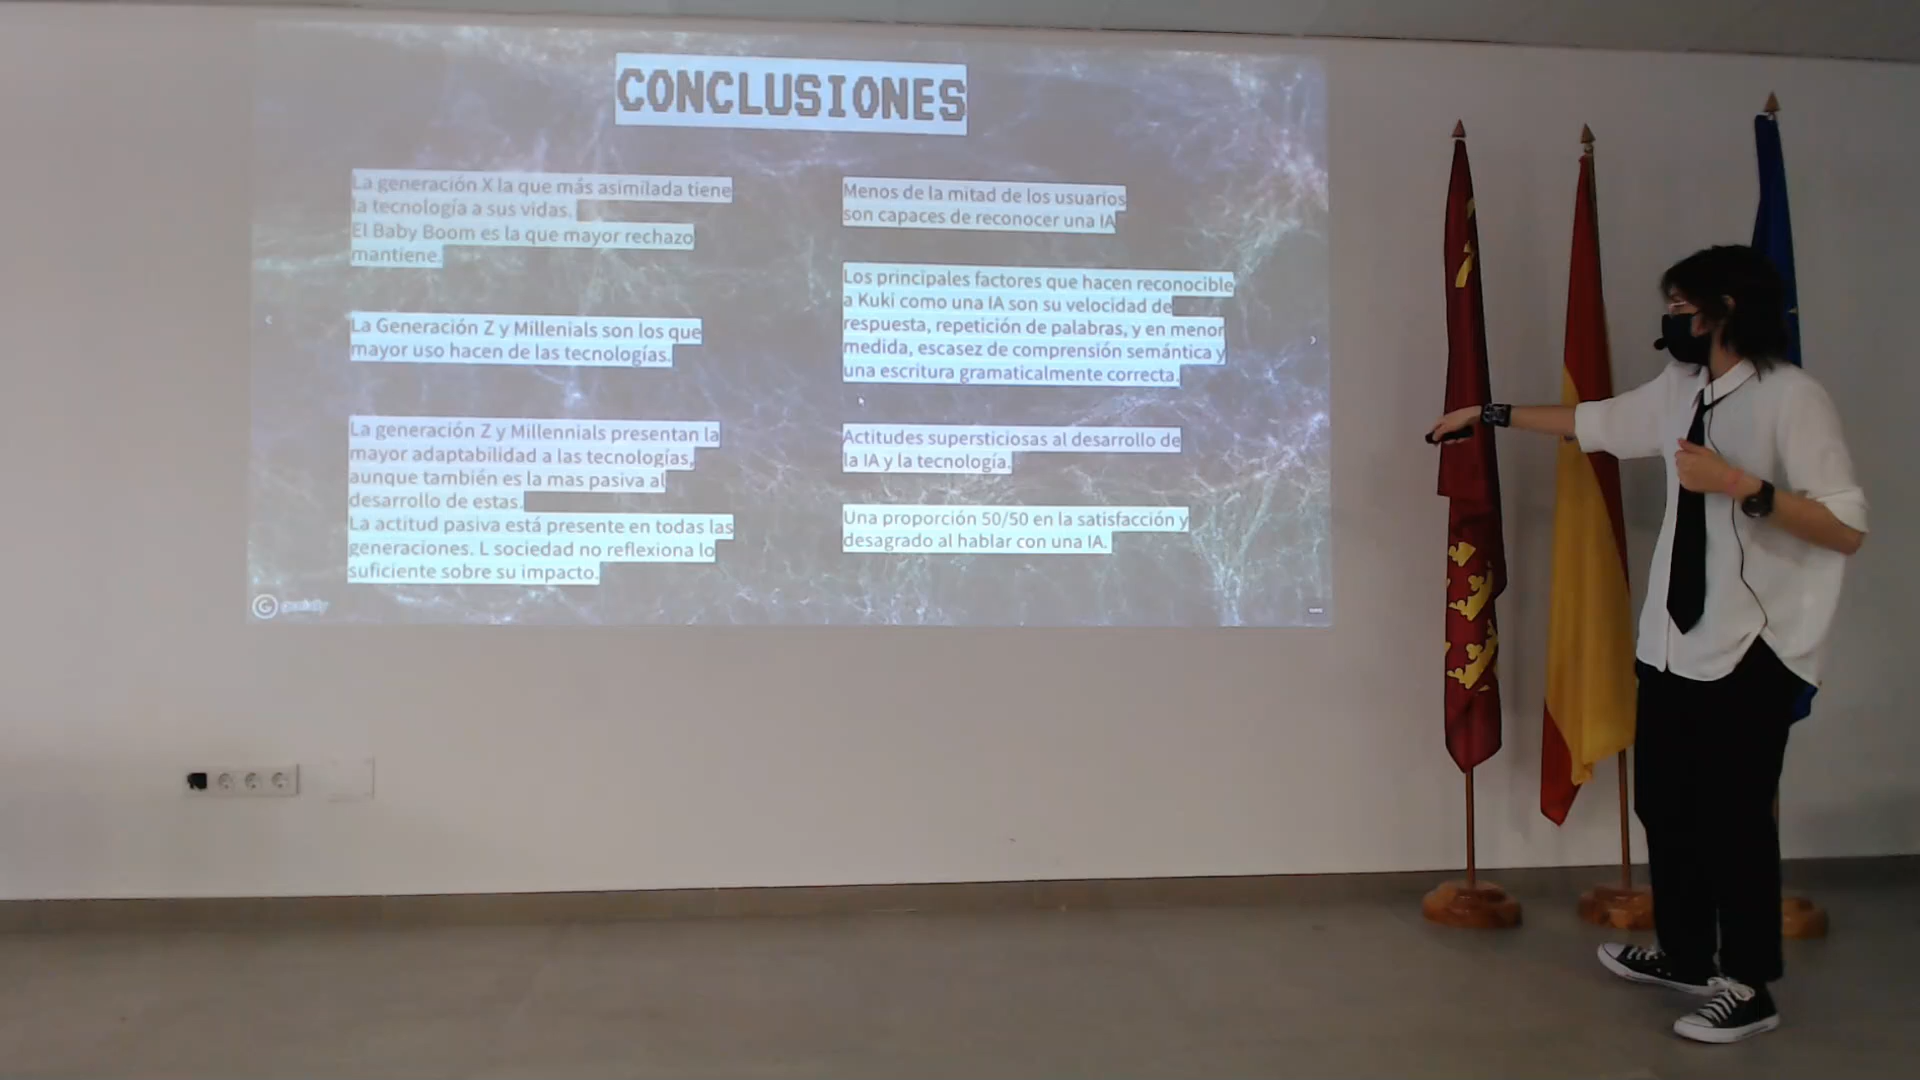 CONCLUSIONES
La generación X la que más asimilada tiene
la tecnología a sus vidas.
El Baby Boom es la que mayor rechazo
mantiene.
La Generación Z y Millenials son los que
mayor uso hacen de las tecnologías.
La generación Z y Millennials presentan la
mayor adaptabilidad a las tecnologías,
aunque también es la mas pasiva al
desarrollo de estas.
La actitud pasiva está presente en todas las
generaciones. L sociedad no reflexiona lo
suficiente sobre su impacto.
Menos de la mitad de los usuarios
son capaces de reconocer una IA
Los principales factores que hacen reconocible
a Kuki como una IA son su velocidad de
respuesta, repetición de palabras, y en menor
medida, escasez de comprensión semántica y
una escritura gramaticalmente correcta.
Actitudes supersticiosas al desarrollo de
la IA y la tecnología.
Una proporción 50/50 en la satisfacción y
desagrado al hablar con una IA.